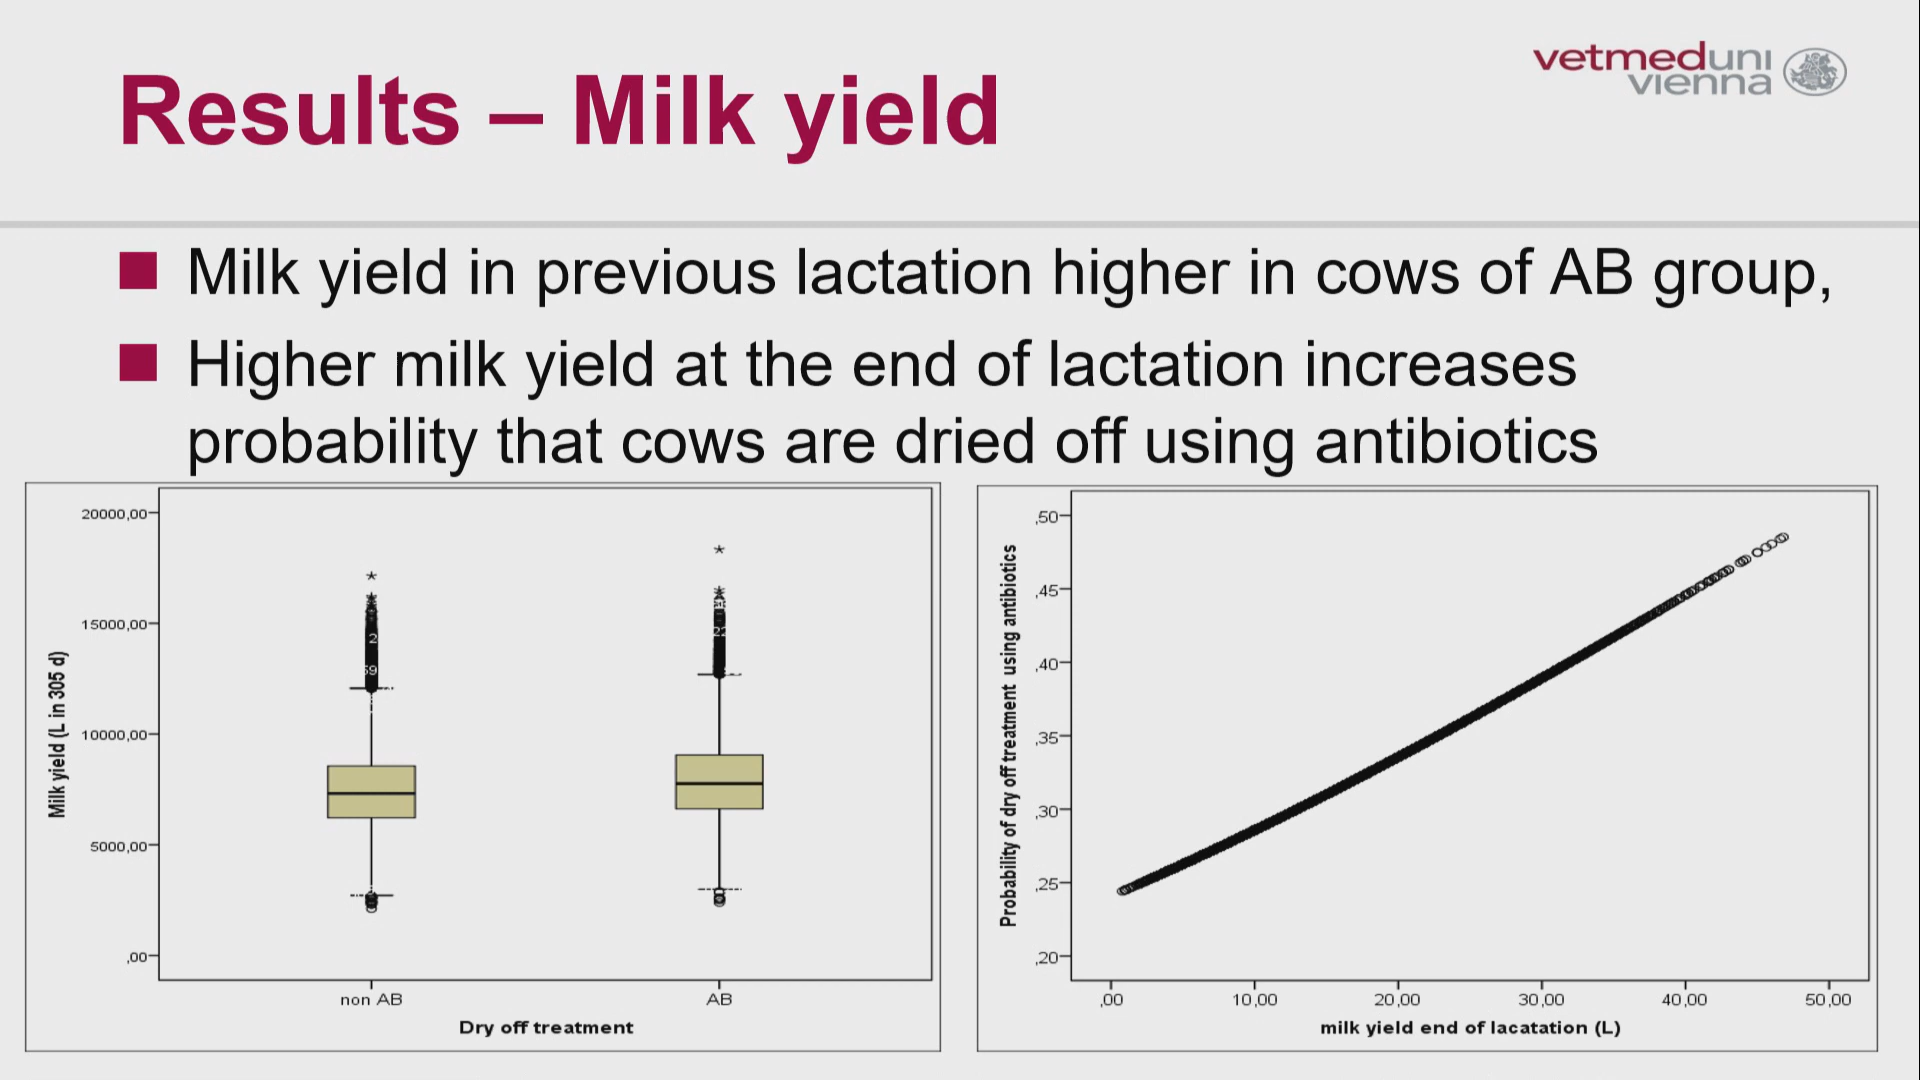 Results – Milk yield
vetmeduni
vienna
Milk yield in previous lactation higher in cows of AB group,
Higher milk yield at the end of lactation increases
probability that cows are dried off using antibiotics
20000,00
15000,00
10000,00
5000,00
,00
Milk yield (L in 305 d)
non AB
AB
Dry off treatment
,50
,45
,40
,35
,30
,25
,20
Probability of dry off treatment using antibiotics
,00
10,00
20,00
30,00
40,00
50,00
milk yield end of lacatation (L)